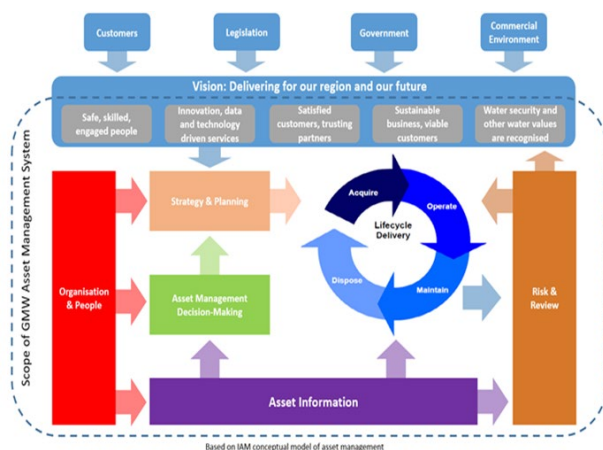 Customers
Legislation
Government
Commercial
Environment
Vision: Delivering for our region and our future
Safe, skilled,
engaged people
Innovation, data
and technology
driven services
Satisfied
customers, trusting
partners
Sustainable
business, viable
customers
Water security and
other water values
are recognised
Scope of GMW Asset Management System
Organisation
& People
Strategy & Planning
Asset Management
Decision-Making
Acquire
Operate
Lifecycle
Delivery
Dispose
Maintain
Risk &
Review
Asset Information
Based on IAM conceptual model of asset management